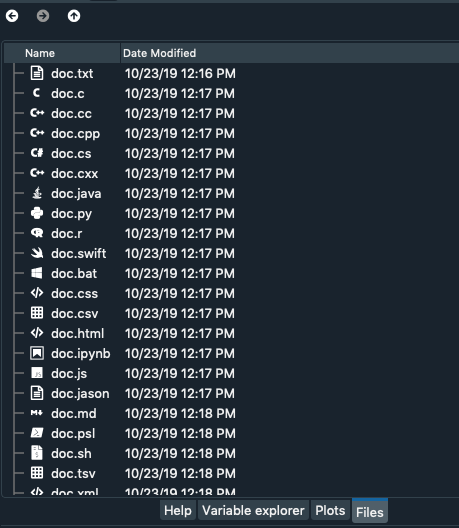 Name Date Modified
doc.txt 10/23/19 12:16 PM
doc.c 10/23/19 12:17 PM
doc.cc 10/23/19 12:17 PM
doc.cpp 10/23/19 12:17 PM
doc.cs 10/23/19 12:17 PM
doc.cxx 10/23/19 12:17 PM
doc.java 10/23/19 12:17 PM
doc.py 10/23/19 12:17 PM
doc.r 10/23/19 12:17 PM
doc.swift 10/23/19 12:17 PM
doc.bat 10/23/19 12:17 PM
doc.css 10/23/19 12:17 PM
doc.csv 10/23/19 12:17 PM
doc.html 10/23/19 12:17 PM
doc.ipynb 10/23/19 12:17 PM
doc.js 10/23/19 12:17 PM
doc.jason 10/23/19 12:17 PM
doc.md 10/23/19 12:18 PM
doc.psl 10/23/19 12:18 PM
doc.sh 10/23/19 12:18 PM
doc.tsv 10/23/19 12:18 PM
doc.xml 10/23/19 12:18 PM
Help Variable explorer Plots Files